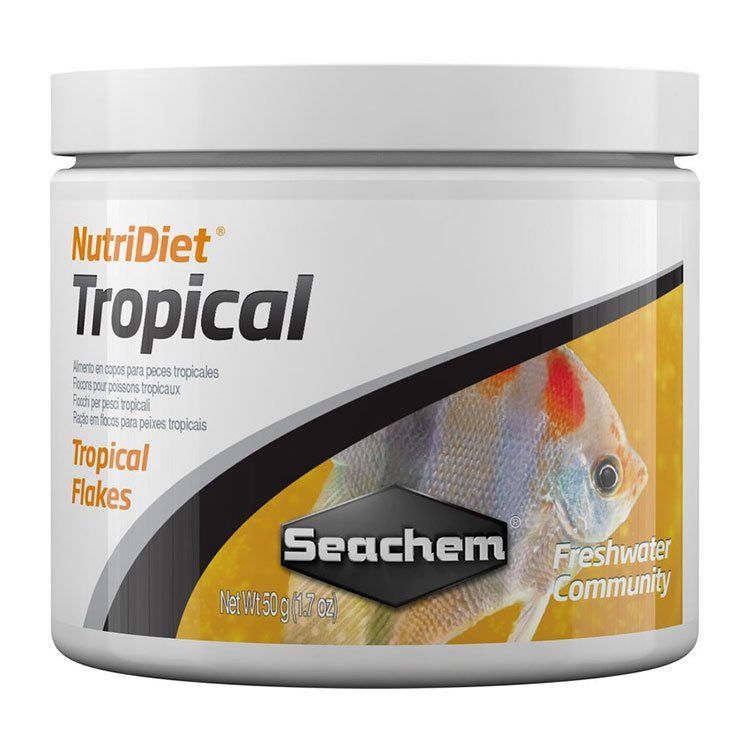 NutriDiet®
Tropical
Alimento en copos para peces tropicales
Flocons pour poissons tropicaux
Fiocchi per pesci tropicali
Ração em flocos para peixes tropicais
Tropical
Flakes
Seachem®
Freshwater
Community
Net Wt 50 g (1.7 oz)